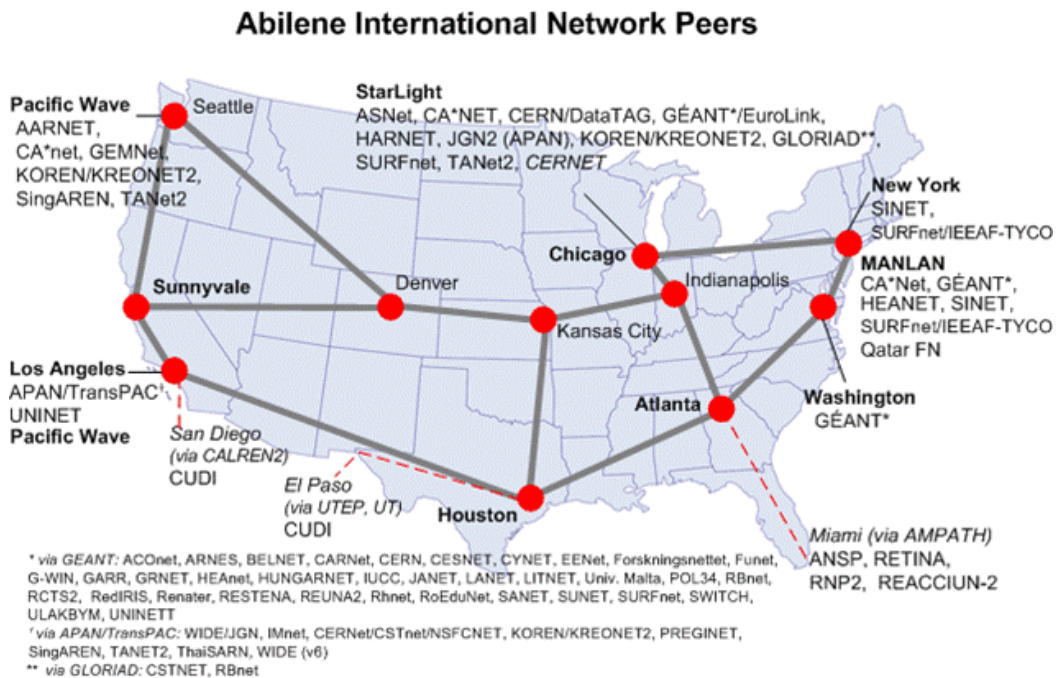 Abilene International Network Peers
Pacific Wave
AARNET,
CA*net, GEMNet,
KOREN/KREONET2,
SingAREN, TANet2
Seattle
StarLight
ASNet, CA*NET, CERN/DataTAG, GÉANT*/EuroLink,
HARNET, JGN2 (APAN), KOREN/KREONET2, GLORIAD**,
SURFnet, TANet2, CERNET
New York
SINET,
SURFnet/IEEAF-TYCO
MANLAN
CA*Net, GÉANT*,
HEANET, SINET,
SURFnet/IEEAF-TYCO
Qatar FN
Chicago
Indianapolis
Sunnyvale
Denver
Kansas City
Washington
GÉANT*
Los Angeles
APAN/TransPAC†,
UNINET
Pacific Wave
San Diego
(via CALREN2)
CUDI
El Paso
(via UTEP, UT)
CUDI
Houston
Atlanta
Miami (via AMPATH)
ANSP, RETINA,
RNP2, REACCIUN-2
* via GEANT: ACOnet, ARNES, BELNET, CARNet, CERN, CESNET, CYNET, EENet, Forskningsnettet, Funet,
G-WIN, GARR, GRNET, HEAnet, HUNGARNET, IUCC, JANET, LANET, LITNET, Univ. Malta, POL34, RBnet,
RCTS2, RedIRIS, Renater, RESTENA, REUNA2, Rhnet, RoEduNet, SANET, SUNET, SURFnet, SWITCH,
ULAKBYM, UNINETT
† via APAN/TransPAC: WIDE/JGN, IMnet, CERNet/CSTnet/NSFCNET, KOREN/KREONET2, PREGINET,
SingAREN, TANET2, ThaiSARN, WIDE (v6)
** via GLORIAD: CSTNET, RBnet